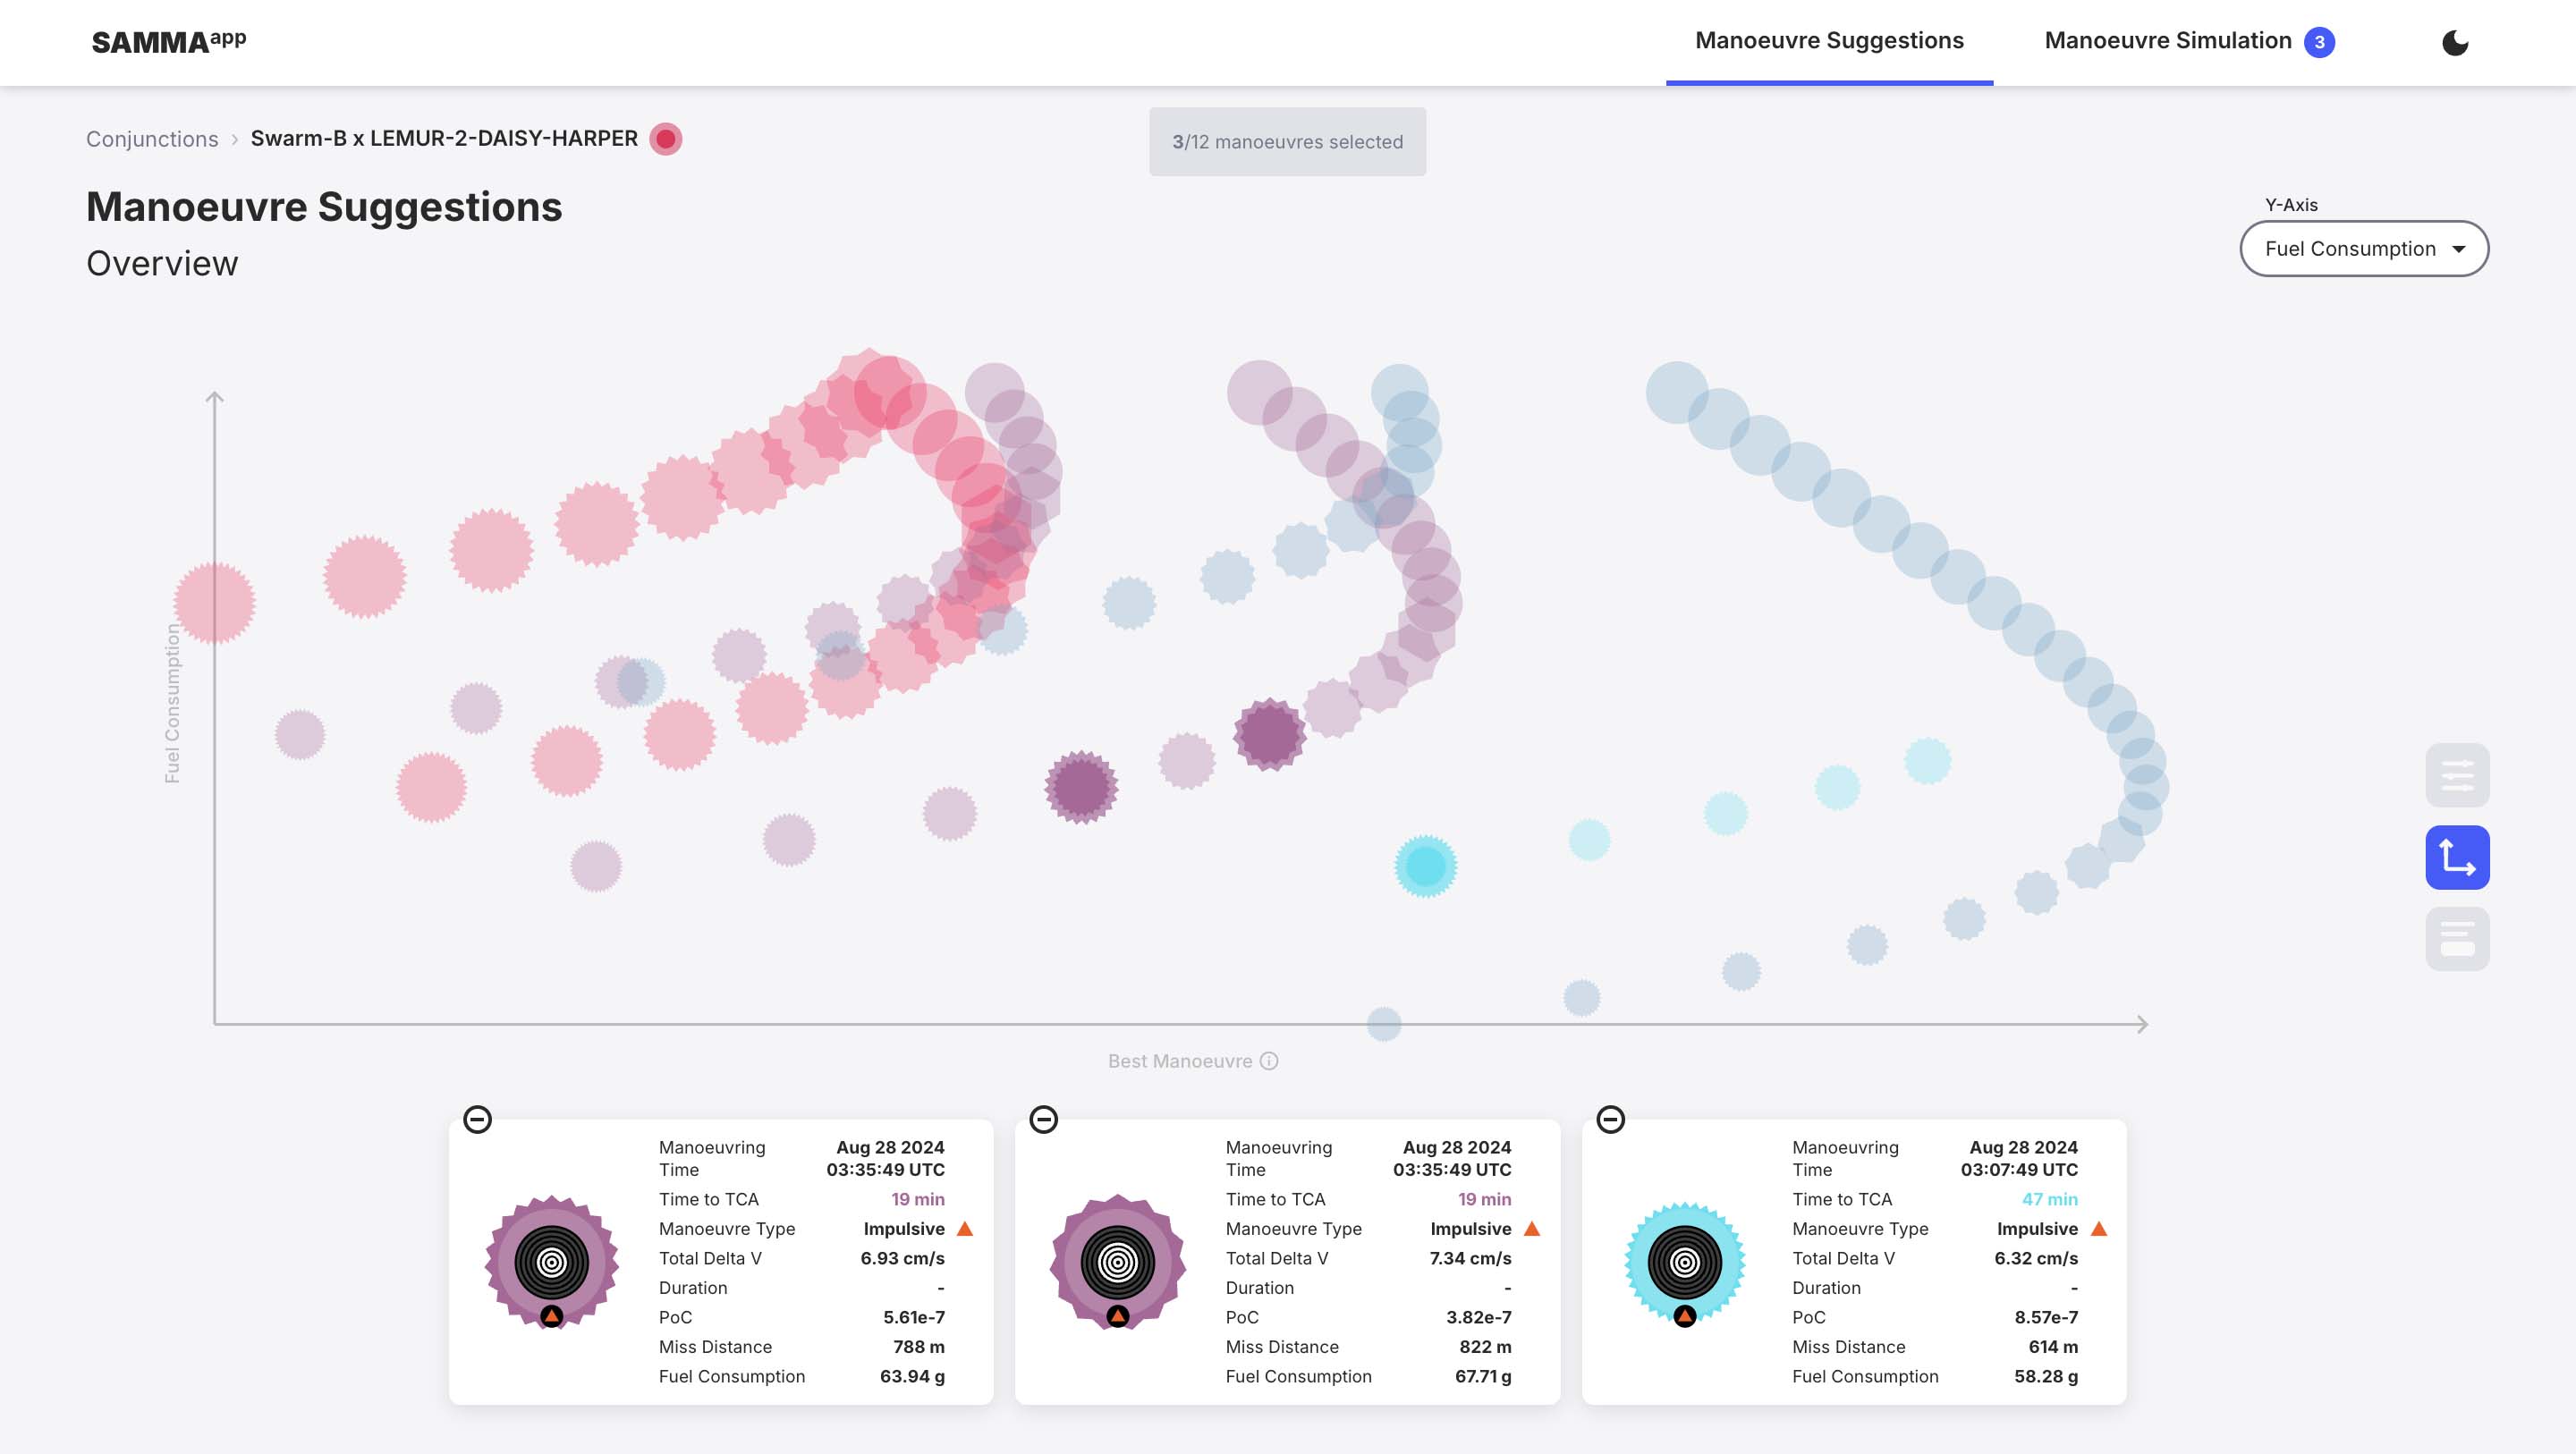 SAMMAapp
Manoeuvre Suggestions
Manoeuvre Simulation 3
Conjunctions › Swarm-B x LEMUR-2-DAISY-HARPER
3/12 manoeuvres selected
Manoeuvre Suggestions
Overview
Y-Axis
Fuel Consumption
Fuel Consumption
Best Manoeuvre
Manoeuvring Time Aug 28 2024 03:35:49 UTC
Time to TCA 19 min
Manoeuvre Type Impulsive
Total Delta V 6.93 cm/s
Duration -
PoC 5.61e-7
Miss Distance 788 m
Fuel Consumption 63.94 g
Manoeuvring Time Aug 28 2024 03:35:49 UTC
Time to TCA 19 min
Manoeuvre Type Impulsive
Total Delta V 7.34 cm/s
Duration -
PoC 3.82e-7
Miss Distance 822 m
Fuel Consumption 67.71 g
Manoeuvring Time Aug 28 2024 03:07:49 UTC
Time to TCA 47 min
Manoeuvre Type Impulsive
Total Delta V 6.32 cm/s
Duration -
PoC 8.57e-7
Miss Distance 614 m
Fuel Consumption 58.28 g